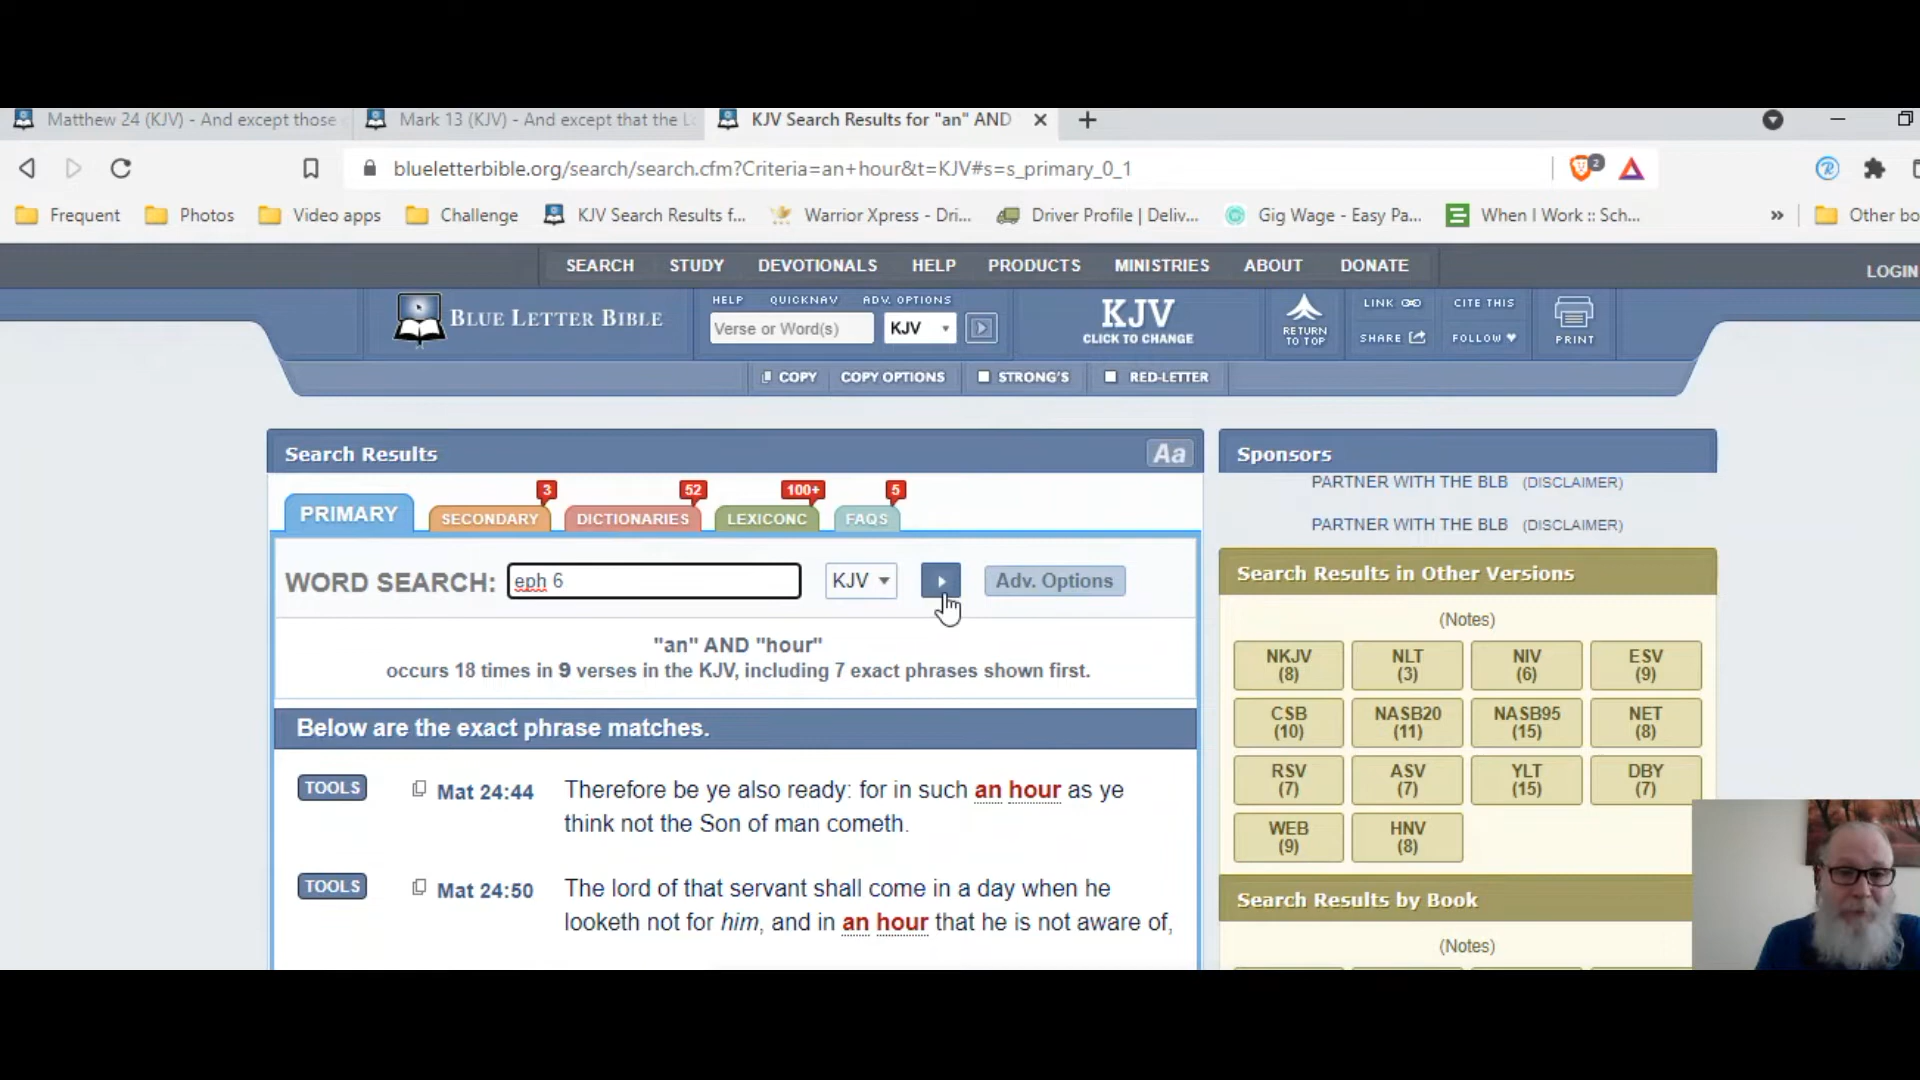 Matthew 24 (KJV) - And except those
Mark 13 (KJV) - And except that the L
KJV Search Results for "an" AND
blueletterbible.org/search/search.cfm?Criteria=an+hour&t=KJV#s=s_primary_0_1
2
Frequent
Photos
Video apps
Challenge
KJV Search Results f...
Warrior Xpress - Dri...
Driver Profile | Deliv...
Gig Wage - Easy Pa...
When I Work :: Sch...
»
Other bo
SEARCH
STUDY
DEVOTIONALS
HELP
PRODUCTS
MINISTRIES
ABOUT
DONATE
LOGIN
BLUE LETTER BIBLE
HELP
QUICKNAV
ADV. OPTIONS
Verse or Word(s)
KJV
KJV
CLICK TO CHANGE
RETURN
TO TOP
LINK
CITE THIS
SHARE
FOLLOW
PRINT
COPY
COPY OPTIONS
STRONG'S
RED-LETTER
Search Results
Aa
PRIMARY
3
SECONDARY
52
DICTIONARIES
100+
LEXICONC
5
FAQS
WORD SEARCH:
eph 6
KJV
Adv. Options
"an" AND "hour"
occurs 18 times in 9 verses in the KJV, including 7 exact phrases shown first.
Below are the exact phrase matches.
TOOLS
Mat 24:44
Therefore be ye also ready: for in such an hour as ye
think not the Son of man cometh.
TOOLS
Mat 24:50
The lord of that servant shall come in a day when he
looketh not for him, and in an hour that he is not aware of,
Sponsors
PARTNER WITH THE BLB (DISCLAIMER)
PARTNER WITH THE BLB (DISCLAIMER)
Search Results in Other Versions
(Notes)
NKJV
(8)
NLT
(3)
NIV
(6)
ESV
(9)
CSB
(10)
NASB20
(11)
NASB95
(15)
NET
(8)
RSV
(7)
ASV
(7)
YLT
(15)
DBY
(7)
WEB
(9)
HNV
(8)
Search Results by Book
(Notes)